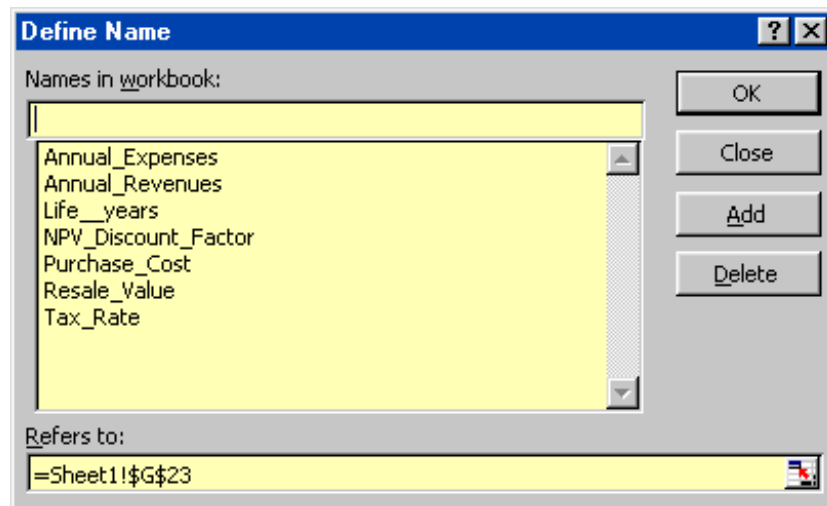 Define Name
Names in workbook:
OK
Annual_Expenses
Close
Annual_Revenues
Life__years
Add
NPV_Discount_Factor
Purchase_Cost
Delete
Resale_Value
Tax_Rate
Refers to:
=Sheet1!$G$23